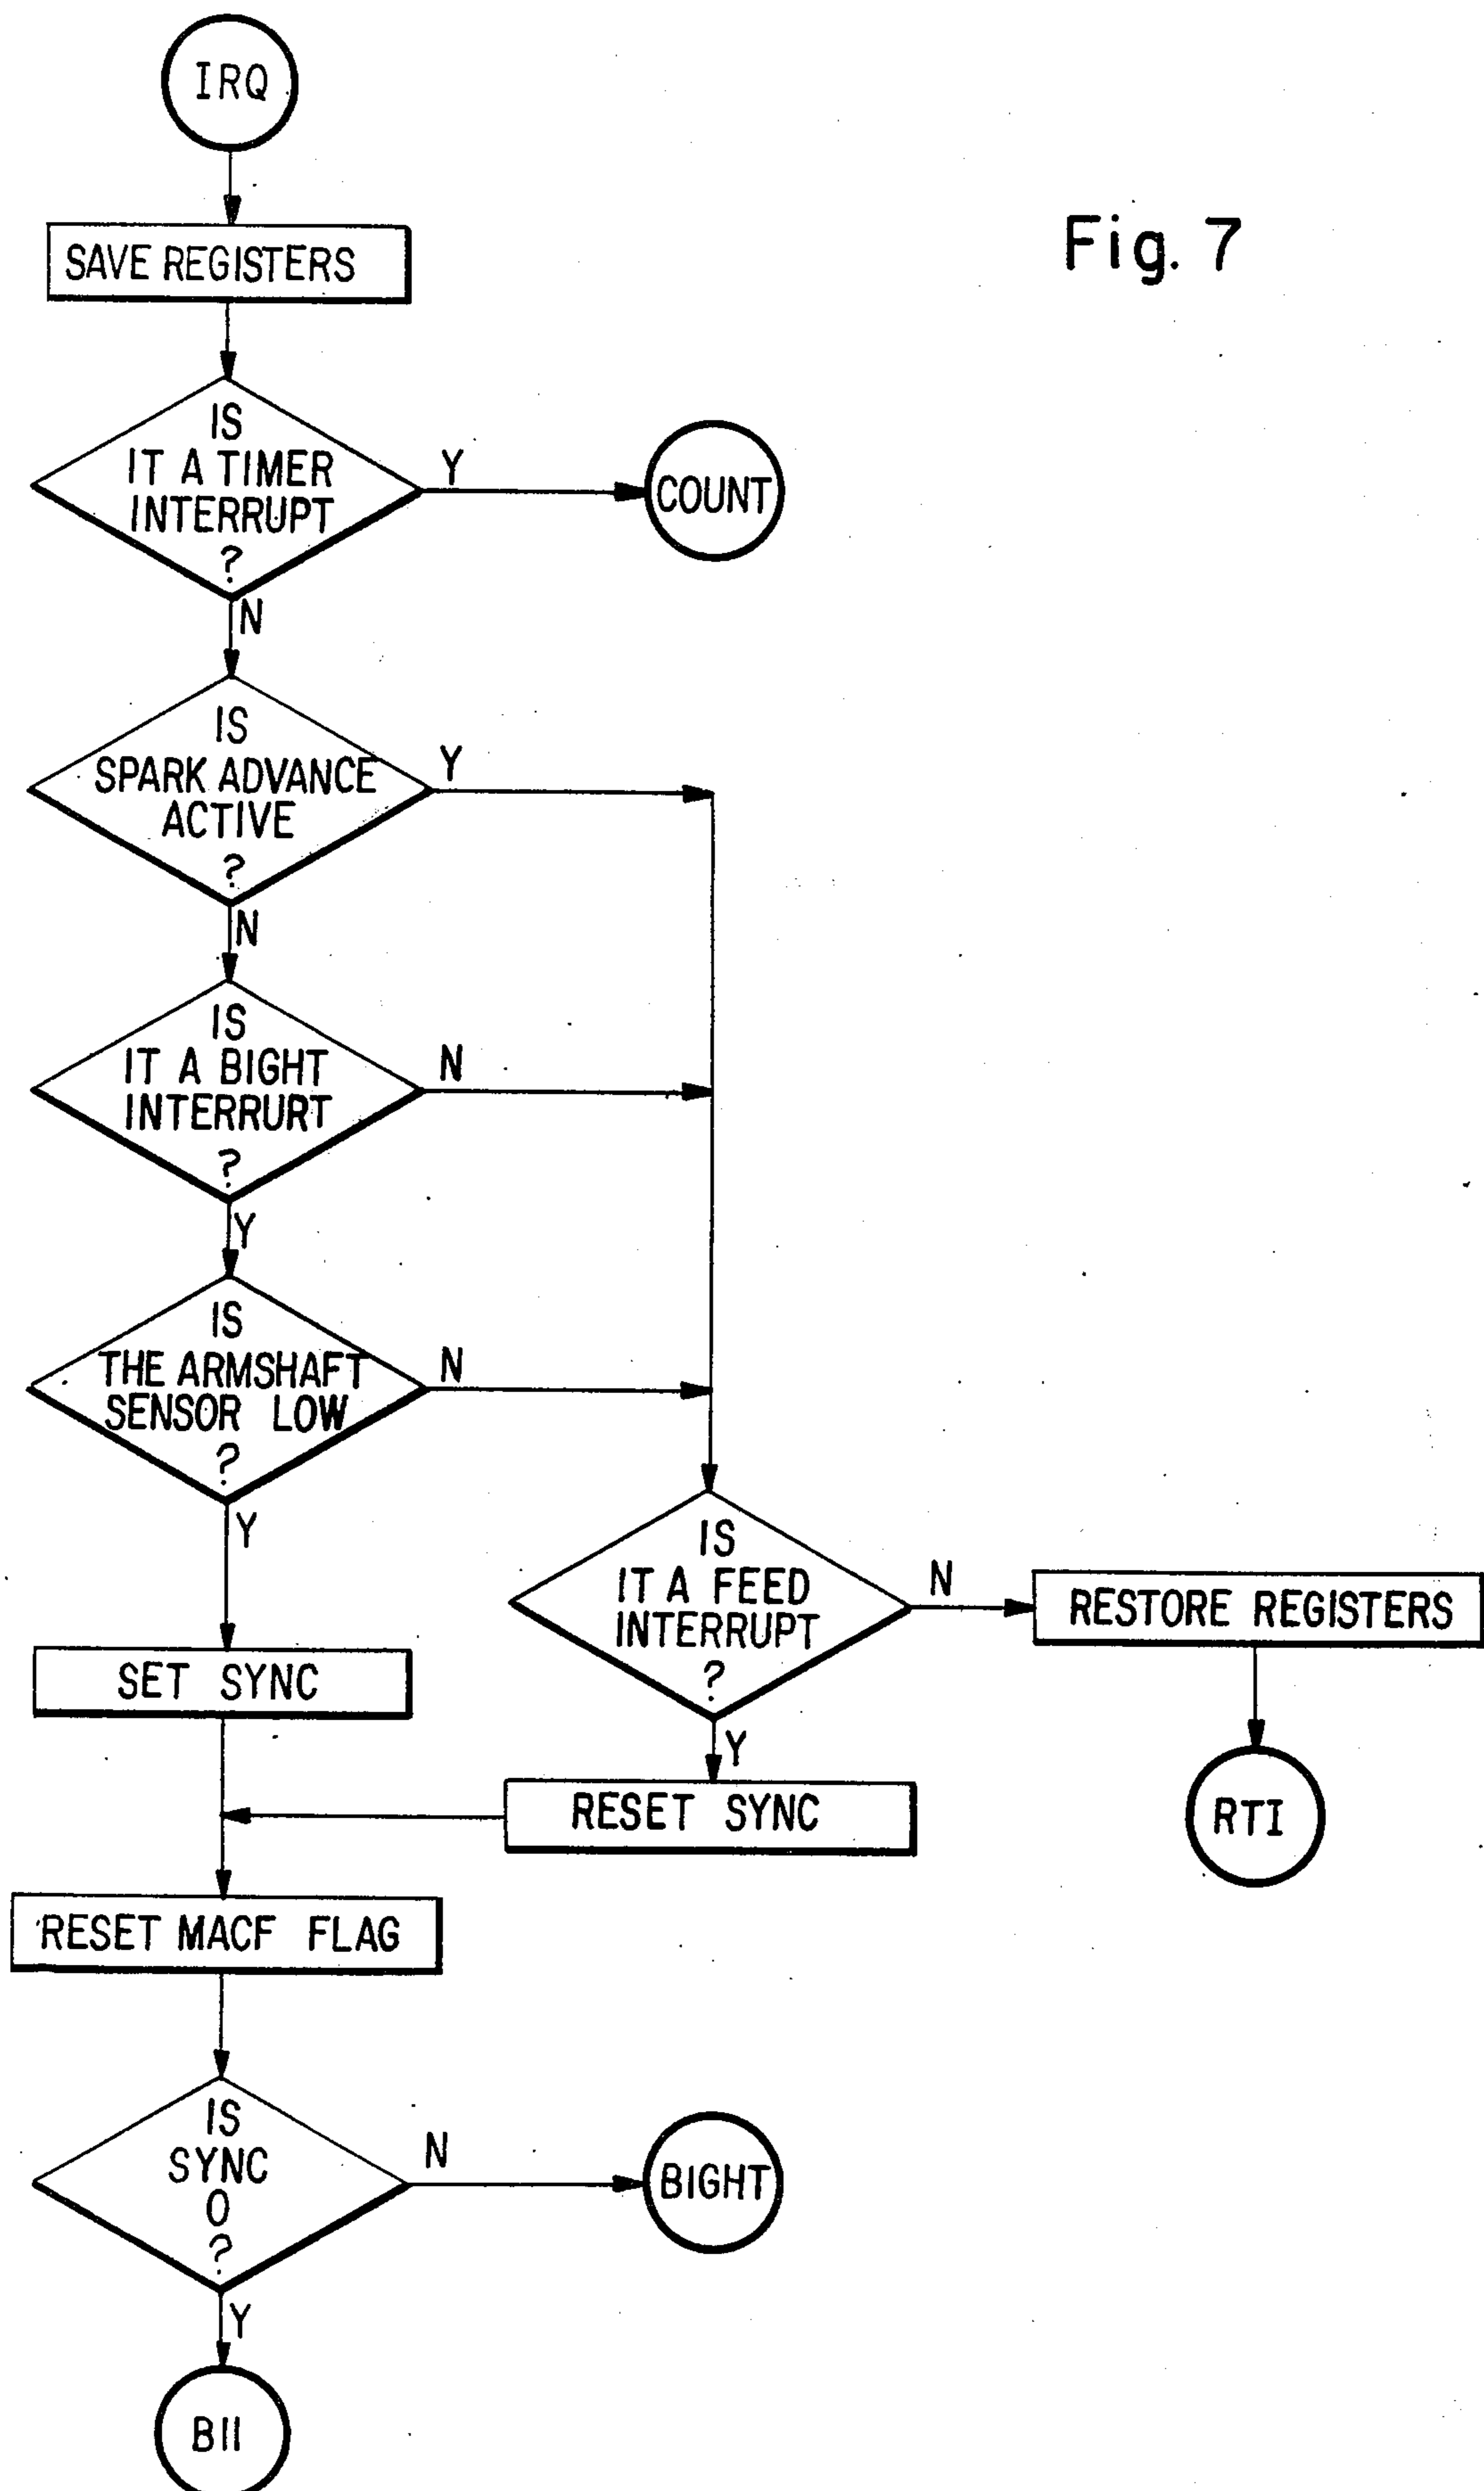 IRQ
Fig. 7
SAVE REGISTERS
IS
IT A TIMER
INTERRUPT
?
Y
COUNT
N
IS
SPARK ADVANCE
ACTIVE
?
Y
N
IS
IT A BIGHT
INTERRURT
?
N
Y
IS
THE ARMSHAFT
SENSOR LOW
?
N
Y
IS
IT A FEED
INTERRUPT
?
N
RESTORE REGISTERS
Y
SET SYNC
RESET SYNC
RTI
RESET MACF FLAG
IS
SYNC
0
?
N
BIGHT
Y
BII